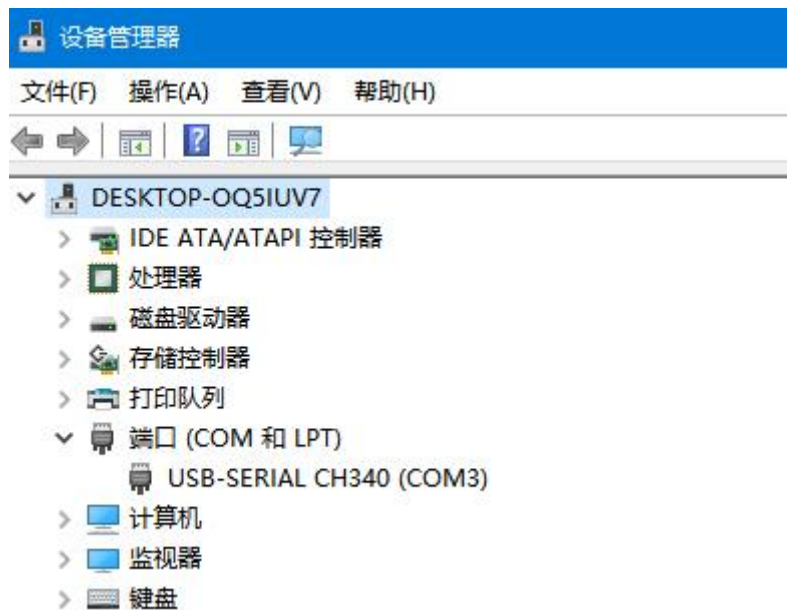 设备管理器
文件(F) 操作(A) 查看(V) 帮助(H)
DESKTOP-OQ5IUV7
IDE ATA/ATAPI 控制器
处理器
磁盘驱动器
存储控制器
打印队列
端口 (COM 和 LPT)
USB-SERIAL CH340 (COM3)
计算机
监视器
键盘